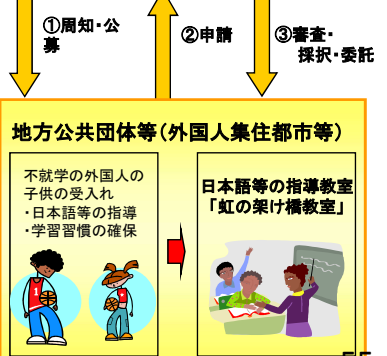 ①周知・公
募
②申請
③審査・
採択・委託
地方公共団体等（外国人集住都市等）
不就学の外国人の
子供の受入れ
・日本語等の指導
・学習習慣の確保
日本語等の指導教室
「虹の架け橋教室」
1
1